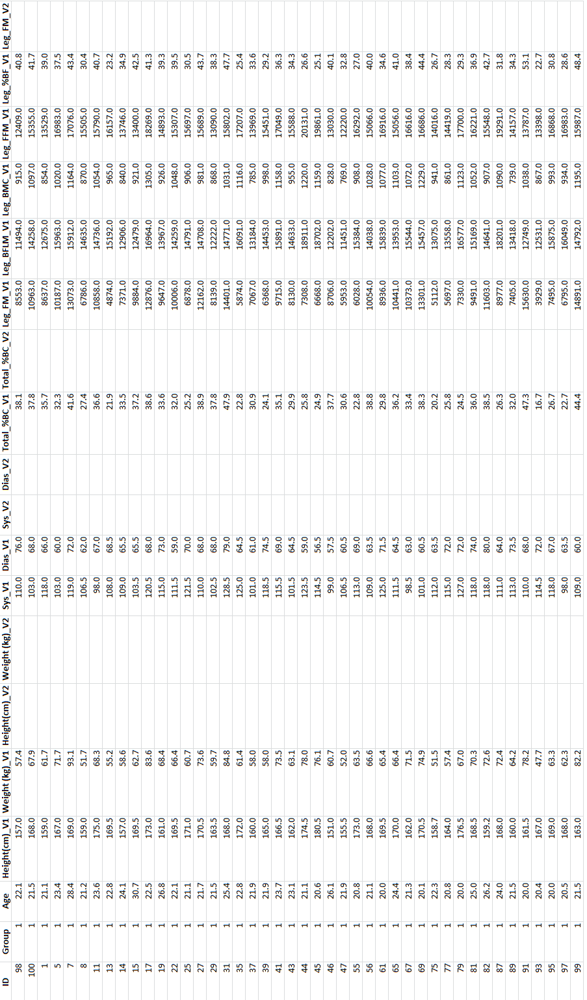 ID Group Age Height(cm)_V1 Weight (kg)_V1 Height(cm)_V2 Weight (kg)_V2 Sys_V1 Dias_V1 Sys_V2 Dias_V2 Total_%BC_V1 Total_%BC_V2 Leg_FM_V1 Leg_BFLM_V1 Leg_BMC_V1 Leg_FFM_V1 Leg_%BF_V1 Leg_FM_V2
98 1 22.1 157.0 57.4 110.0 76.0 38.1 8553.0 11494.0 915.0 12409.0 40.8
100 1 21.5 168.0 67.9 103.0 68.0 37.8 10963.0 14258.0 1097.0 15355.0 41.7
1 1 21.1 159.0 61.7 118.0 66.0 35.7 8637.0 12675.0 854.0 13529.0 39.0
5 1 23.4 167.0 71.7 103.0 60.0 32.3 10187.0 15963.0 1020.0 16983.0 37.5
7 1 28.4 169.0 93.1 119.0 72.0 41.6 13073.0 15912.0 1164.0 17076.0 43.4
8 1 21.2 159.0 51.7 106.5 62.0 27.4 6786.0 14635.0 870.0 15505.0 30.4
11 1 23.6 175.0 68.3 98.0 67.0 36.6 10858.0 14736.0 1054.0 15790.0 40.7
13 1 22.8 169.5 55.2 108.0 68.5 21.9 4874.0 15192.0 965.0 16157.0 23.2
14 1 24.1 157.0 58.6 109.0 65.5 33.5 7371.0 12906.0 840.0 13746.0 34.9
15 1 30.7 169.5 62.7 103.5 65.5 37.2 9884.0 12479.0 921.0 13400.0 42.5
17 1 22.5 173.0 83.6 120.5 68.0 38.6 12876.0 16964.0 1305.0 18269.0 41.3
19 1 26.8 161.0 68.4 115.0 73.0 33.6 9647.0 13967.0 926.0 14893.0 39.3
22 1 22.1 169.5 66.4 111.5 59.0 32.0 10006.0 14259.0 1048.0 15307.0 39.5
25 1 21.1 171.0 60.7 121.5 70.0 25.2 6878.0 14791.0 906.0 15697.0 30.5
27 1 21.7 170.5 73.6 110.0 68.0 38.9 12162.0 14708.0 981.0 15689.0 43.7
29 1 21.5 163.5 59.7 102.5 68.0 37.8 8139.0 12222.0 868.0 13090.0 38.3
31 1 25.4 168.0 84.8 128.5 79.0 47.9 14401.0 14771.0 1031.0 15802.0 47.7
35 1 22.8 172.0 61.4 125.0 64.5 22.8 5874.0 16091.0 1116.0 17207.0 25.4
37 1 21.9 160.0 58.0 101.0 61.0 30.9 7067.0 13184.0 785.0 13969.0 33.6
39 1 21.9 165.0 58.0 118.5 74.5 24.1 6368.0 14453.0 998.0 15451.0 29.2
41 1 23.7 166.5 73.5 115.5 69.0 35.1 9715.0 15891.0 1158.0 17049.0 36.3
43 1 23.1 162.0 63.1 101.5 64.5 29.9 8130.0 14633.0 955.0 15588.0 34.3
44 1 21.1 174.5 78.0 123.5 59.0 25.8 7308.0 18911.0 1220.0 20131.0 26.6
45 1 20.6 180.5 76.1 114.5 56.5 24.9 6668.0 18702.0 1159.0 19861.0 25.1
46 1 26.1 151.0 60.7 99.0 57.5 37.7 8706.0 12202.0 828.0 13030.0 40.1
47 1 21.9 155.5 52.0 106.5 60.5 30.6 5953.0 11451.0 769.0 12220.0 32.8
55 1 20.8 173.0 63.5 113.0 69.0 22.8 6028.0 15384.0 908.0 16292.0 27.0
56 1 21.1 168.0 66.6 109.0 63.5 38.8 10054.0 14038.0 1028.0 15066.0 40.0
61 1 20.0 169.5 65.4 125.0 71.5 29.8 8936.0 15839.0 1077.0 16916.0 34.6
65 1 24.4 170.0 66.4 111.5 64.5 36.2 10441.0 13953.0 1103.0 15056.0 41.0
67 1 21.3 162.0 71.5 98.5 63.0 33.4 10373.0 15544.0 1072.0 16616.0 38.4
69 1 20.1 170.5 74.9 101.0 60.5 38.3 13301.0 15457.0 1229.0 16686.0 44.4
75 1 22.3 158.7 51.5 112.0 63.5 20.2 5112.0 13075.0 941.0 14016.0 26.7
77 1 20.8 164.0 57.4 115.0 72.0 25.8 5697.0 13558.0 861.0 14419.0 28.3
79 1 20.0 176.5 67.0 127.0 72.0 24.5 7330.0 16577.0 1123.0 17700.0 29.3
81 1 25.0 168.5 70.3 118.0 74.0 36.0 9491.0 15169.0 1052.0 16221.0 36.9
82 1 26.2 159.2 72.6 118.0 80.0 38.5 11603.0 14641.0 907.0 15548.0 42.7
87 1 24.0 168.0 72.4 111.0 64.0 26.3 8977.0 18201.0 1090.0 19291.0 31.8
89 1 21.5 160.0 64.2 113.0 73.5 32.0 7405.0 13418.0 739.0 14157.0 34.3
91 1 20.0 161.5 78.2 110.0 68.0 47.3 15630.0 12749.0 1038.0 13787.0 53.1
93 1 20.4 167.0 47.7 114.5 72.0 16.7 3929.0 12531.0 867.0 13398.0 22.7
95 1 20.0 169.0 63.3 118.0 67.0 26.7 7495.0 15875.0 993.0 16868.0 30.8
97 1 20.5 168.0 62.3 98.0 63.5 22.7 6795.0 16049.0 934.0 16983.0 28.6
99 1 21.5 163.0 82.2 109.0 60.0 44.4 14891.0 14792.0 1195.0 15987.0 48.4